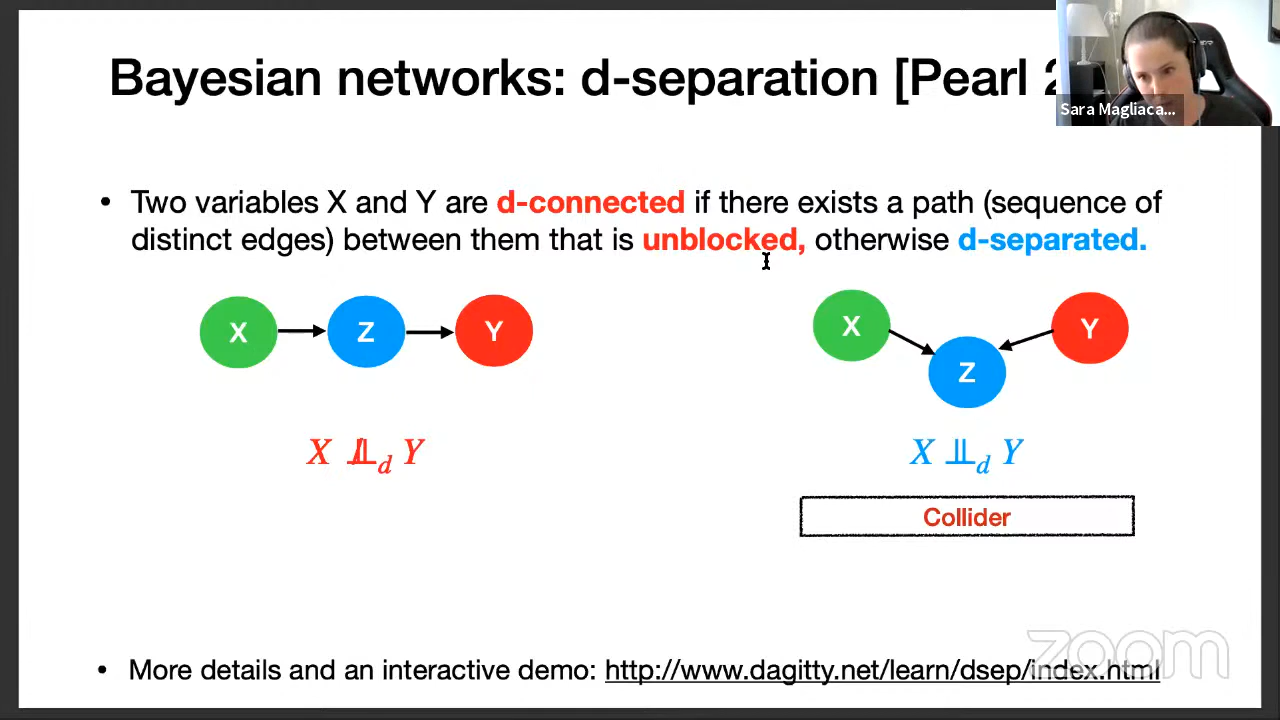 Bayesian networks: d-separation [Pearl 2
Sara Magliaca...
• Two variables X and Y are d-connected if there exists a path (sequence of
distinct edges) between them that is unblocked, otherwise d-separated.
X Z Y
X Y
Z
X ⫫̸d Y
X ⫫d Y
Collider
• More details and an interactive demo: http://www.dagitty.net/learn/dsep/index.html
zoom